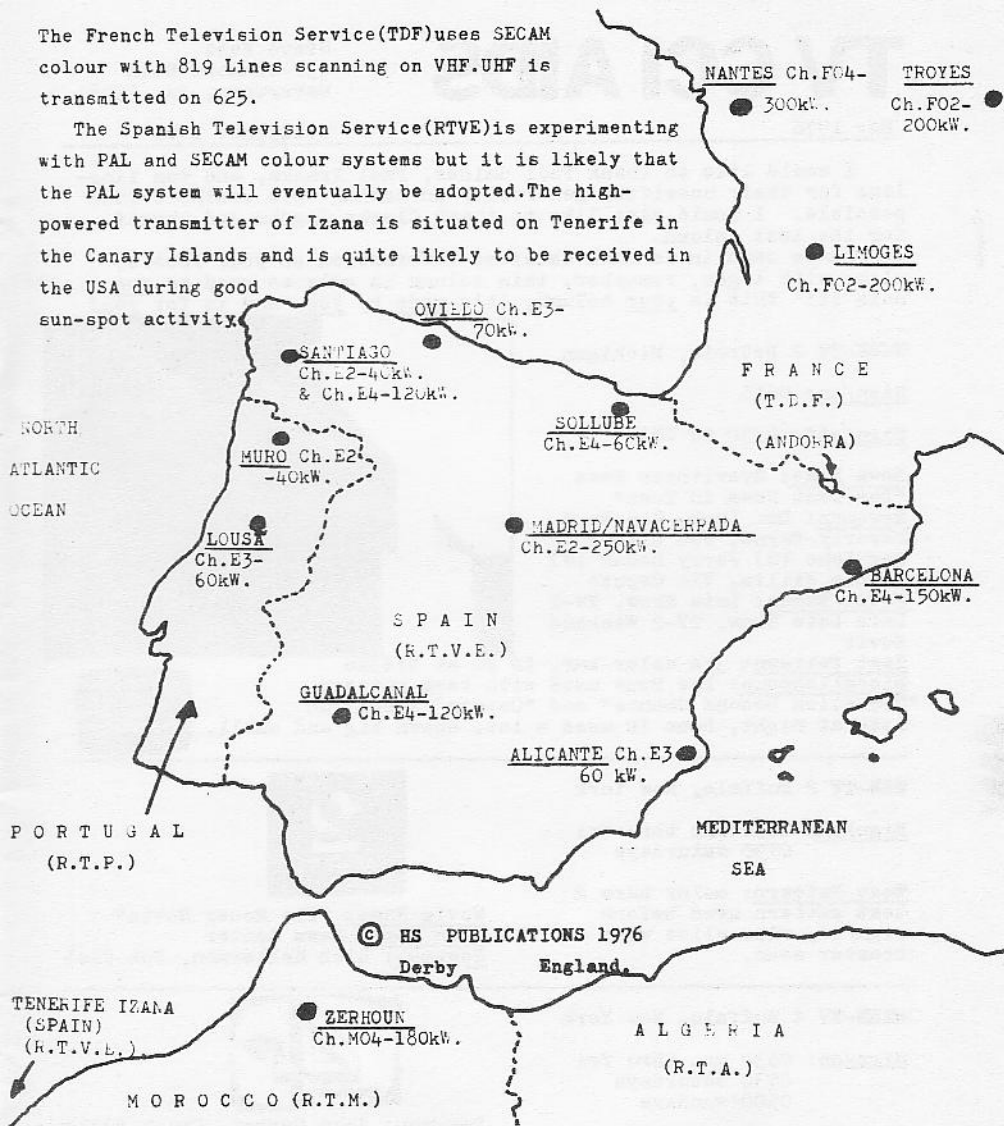 The French Television Service(TDF)uses SECAM
colour with 819 Lines scanning on VHF.UHF is
transmitted on 625.
The Spanish Television Service(RTVE)is experimenting
with PAL and SECAM colour systems but it is likely that
the PAL system will eventually be adopted.The high-
powered transmitter of Izana is situated on Tenerife in
the Canary Islands and is quite likely to be received in
the USA during good
sun-spot activity.
NANTES Ch.F04-
300kW.
TROYES
Ch.F02-
200kW.
LIMOGES
Ch.F02-200kW.
OVIEDO Ch.E3-
70kW.
SANTIAGO
Ch.E2-40kW.
& Ch.E4-120kW.
FRANCE
(T.D.F.)
SOLLUBE
Ch.E4-60kW.
(ANDORRA)
NORTH
ATLANTIC
OCEAN
MURO Ch.E2
-40kW.
LOUSA
Ch.E3-
60kW.
MADRID/NAVACERRADA
Ch.E2-250kW.
BARCELONA
Ch.E4-150kW.
SPAIN
(R.T.V.E.)
GUADALCANAL
Ch.E4-120kW.
ALICANTE Ch.E3
60 kW.
PORTUGAL
(R.T.P.)
MEDITERRANEAN
SEA
© HS PUBLICATIONS 1976
Derby England.
TENERIFE IZANA
(SPAIN)
(R.T.V.E.)
ZERHOUN
Ch.M04-180kW.
ALGERIA
(R.T.A.)
MOROCCO (R.T.M.)